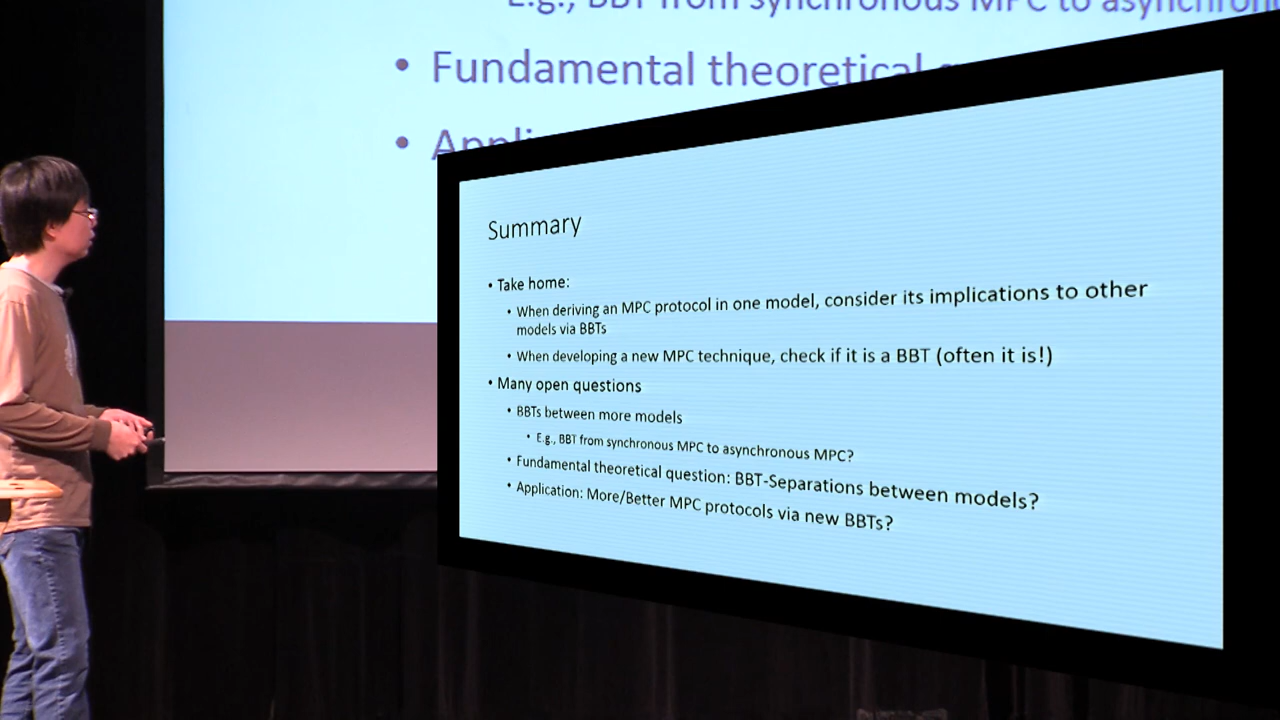 E.g., BBT from synchronous MPC to
• Fundamental theoretical
Summary
• Take home:
• When deriving an MPC protocol in one model, consider its implications to other
models via BBTs
• When developing a new MPC technique, check if it is a BBT (often it is!)
• Many open questions
• BBTs between more models
• E.g., BBT from synchronous MPC to asynchronous MPC?
• Fundamental theoretical question: BBT-Separations between models?
• Application: More/Better MPC protocols via new BBTs?